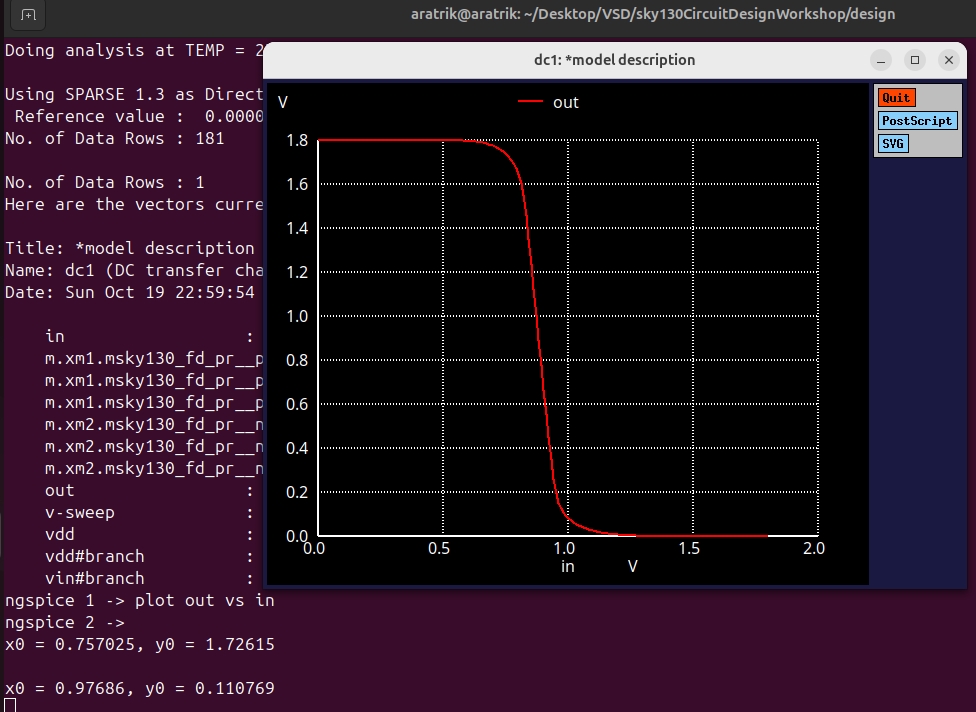 aratrik@aratrik: ~/Desktop/VSD/sky130CircuitDesignWorkshop/design
Doing analysis at TEMP = 2
Using SPARSE 1.3 as Direct
Reference value : 0.0000
No. of Data Rows : 181
No. of Data Rows : 1
Here are the vectors curre
Title: *model description
Name: dc1 (DC transfer cha
Date: Sun Oct 19 22:59:54
in :
m.xm1.msky130_fd_pr__p
m.xm1.msky130_fd_pr__p
m.xm1.msky130_fd_pr__p
m.xm2.msky130_fd_pr__n
m.xm2.msky130_fd_pr__n
m.xm2.msky130_fd_pr__n
out :
v-sweep :
vdd :
vdd#branch :
vin#branch :
ngspice 1 -> plot out vs in
ngspice 2 ->
x0 = 0.757025, y0 = 1.72615
x0 = 0.97686, y0 = 0.110769
dc1: *model description
V
out
1.8
1.6
1.4
1.2
1.0
0.8
0.6
0.4
0.2
0.0
0.0 0.5 1.0 1.5 2.0
in V
Quit
PostScript
SVG